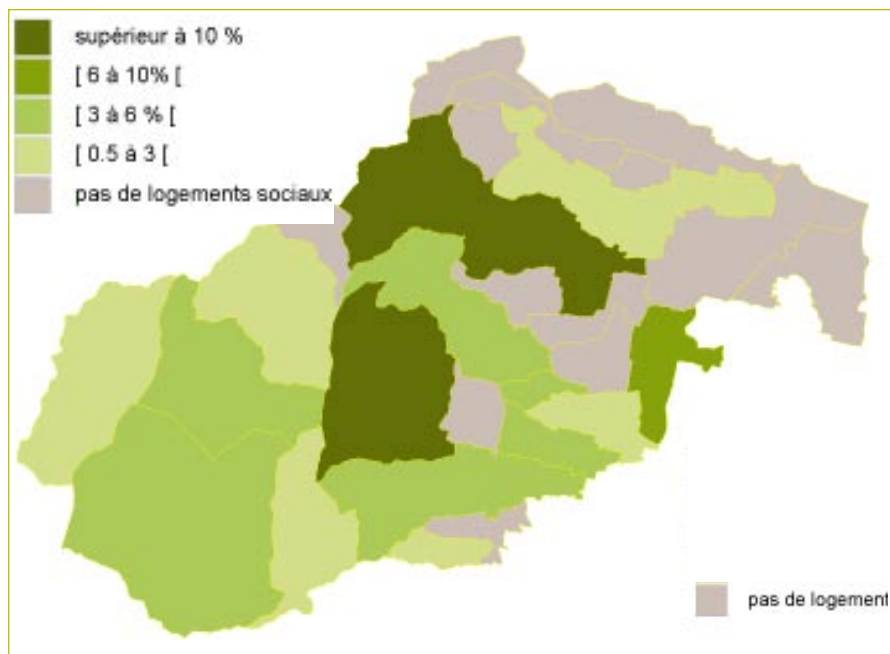 supérieur à 10 %
[ 6 à 10% [
[ 3 à 6 % [
[ 0.5 à 3 [
pas de logements sociaux
pas de logement